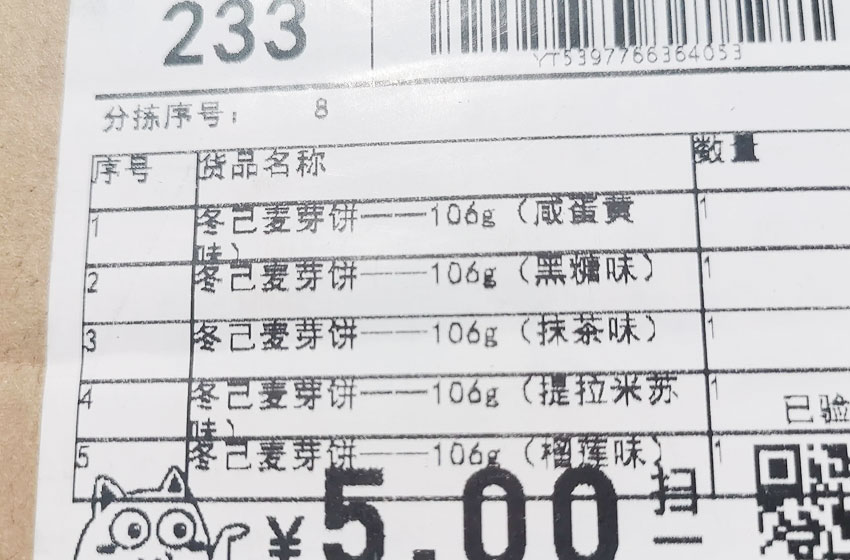 233
YT5397766364053
分拣序号： 8
序号 货品名称 数量
1 冬己麦芽饼——106g（咸蛋黄 1
味）
2 冬己麦芽饼——106g（黑糖味） 1
3 冬己麦芽饼——106g（抹茶味） 1
4 冬己麦芽饼——106g（提拉米苏 1
味）
已验
5 冬己麦芽饼——106g（榴莲味） 1
¥5.00 扫一